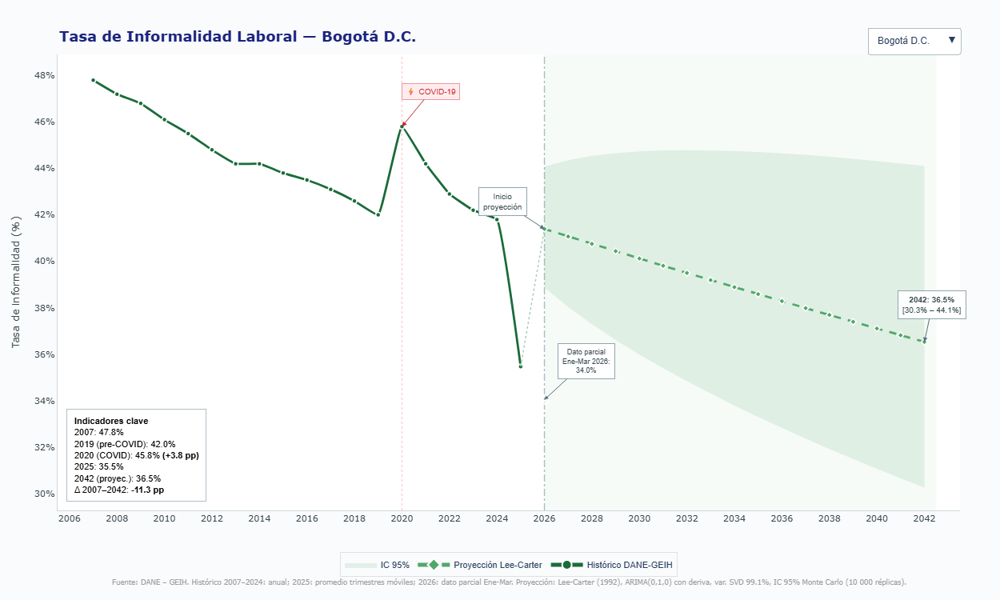 Tasa de Informalidad Laboral — Bogotá D.C.
Bogotá D.C. ▼
Tasa de Informalidad (%)
48%
46%
44%
42%
40%
38%
36%
34%
32%
30%
⚡ COVID-19
Inicio
proyección
2042: 36.5%
[30.3% – 44.1%]
Dato parcial
Ene-Mar 2026:
34.0%
Indicadores clave
2007: 47.8%
2019 (pre-COVID): 42.0%
2020 (COVID): 45.8% (+3.8 pp)
2025: 35.5%
2042 (proyec.): 36.5%
Δ 2007–2042: -11.3 pp
2006 2008 2010 2012 2014 2016 2018 2020 2022 2024 2026 2028 2030 2032 2034 2036 2038 2040 2042
IC 95% Proyección Lee-Carter Histórico DANE-GEIH
Fuente: DANE – GEIH. Histórico 2007–2024: anual; 2025: promedio trimestres móviles; 2026: dato parcial Ene-Mar. Proyección: Lee-Carter (1992), ARIMA(0,1,0) con deriva, var. SVD 99.1%, IC 95% Monte Carlo (10 000 réplicas).